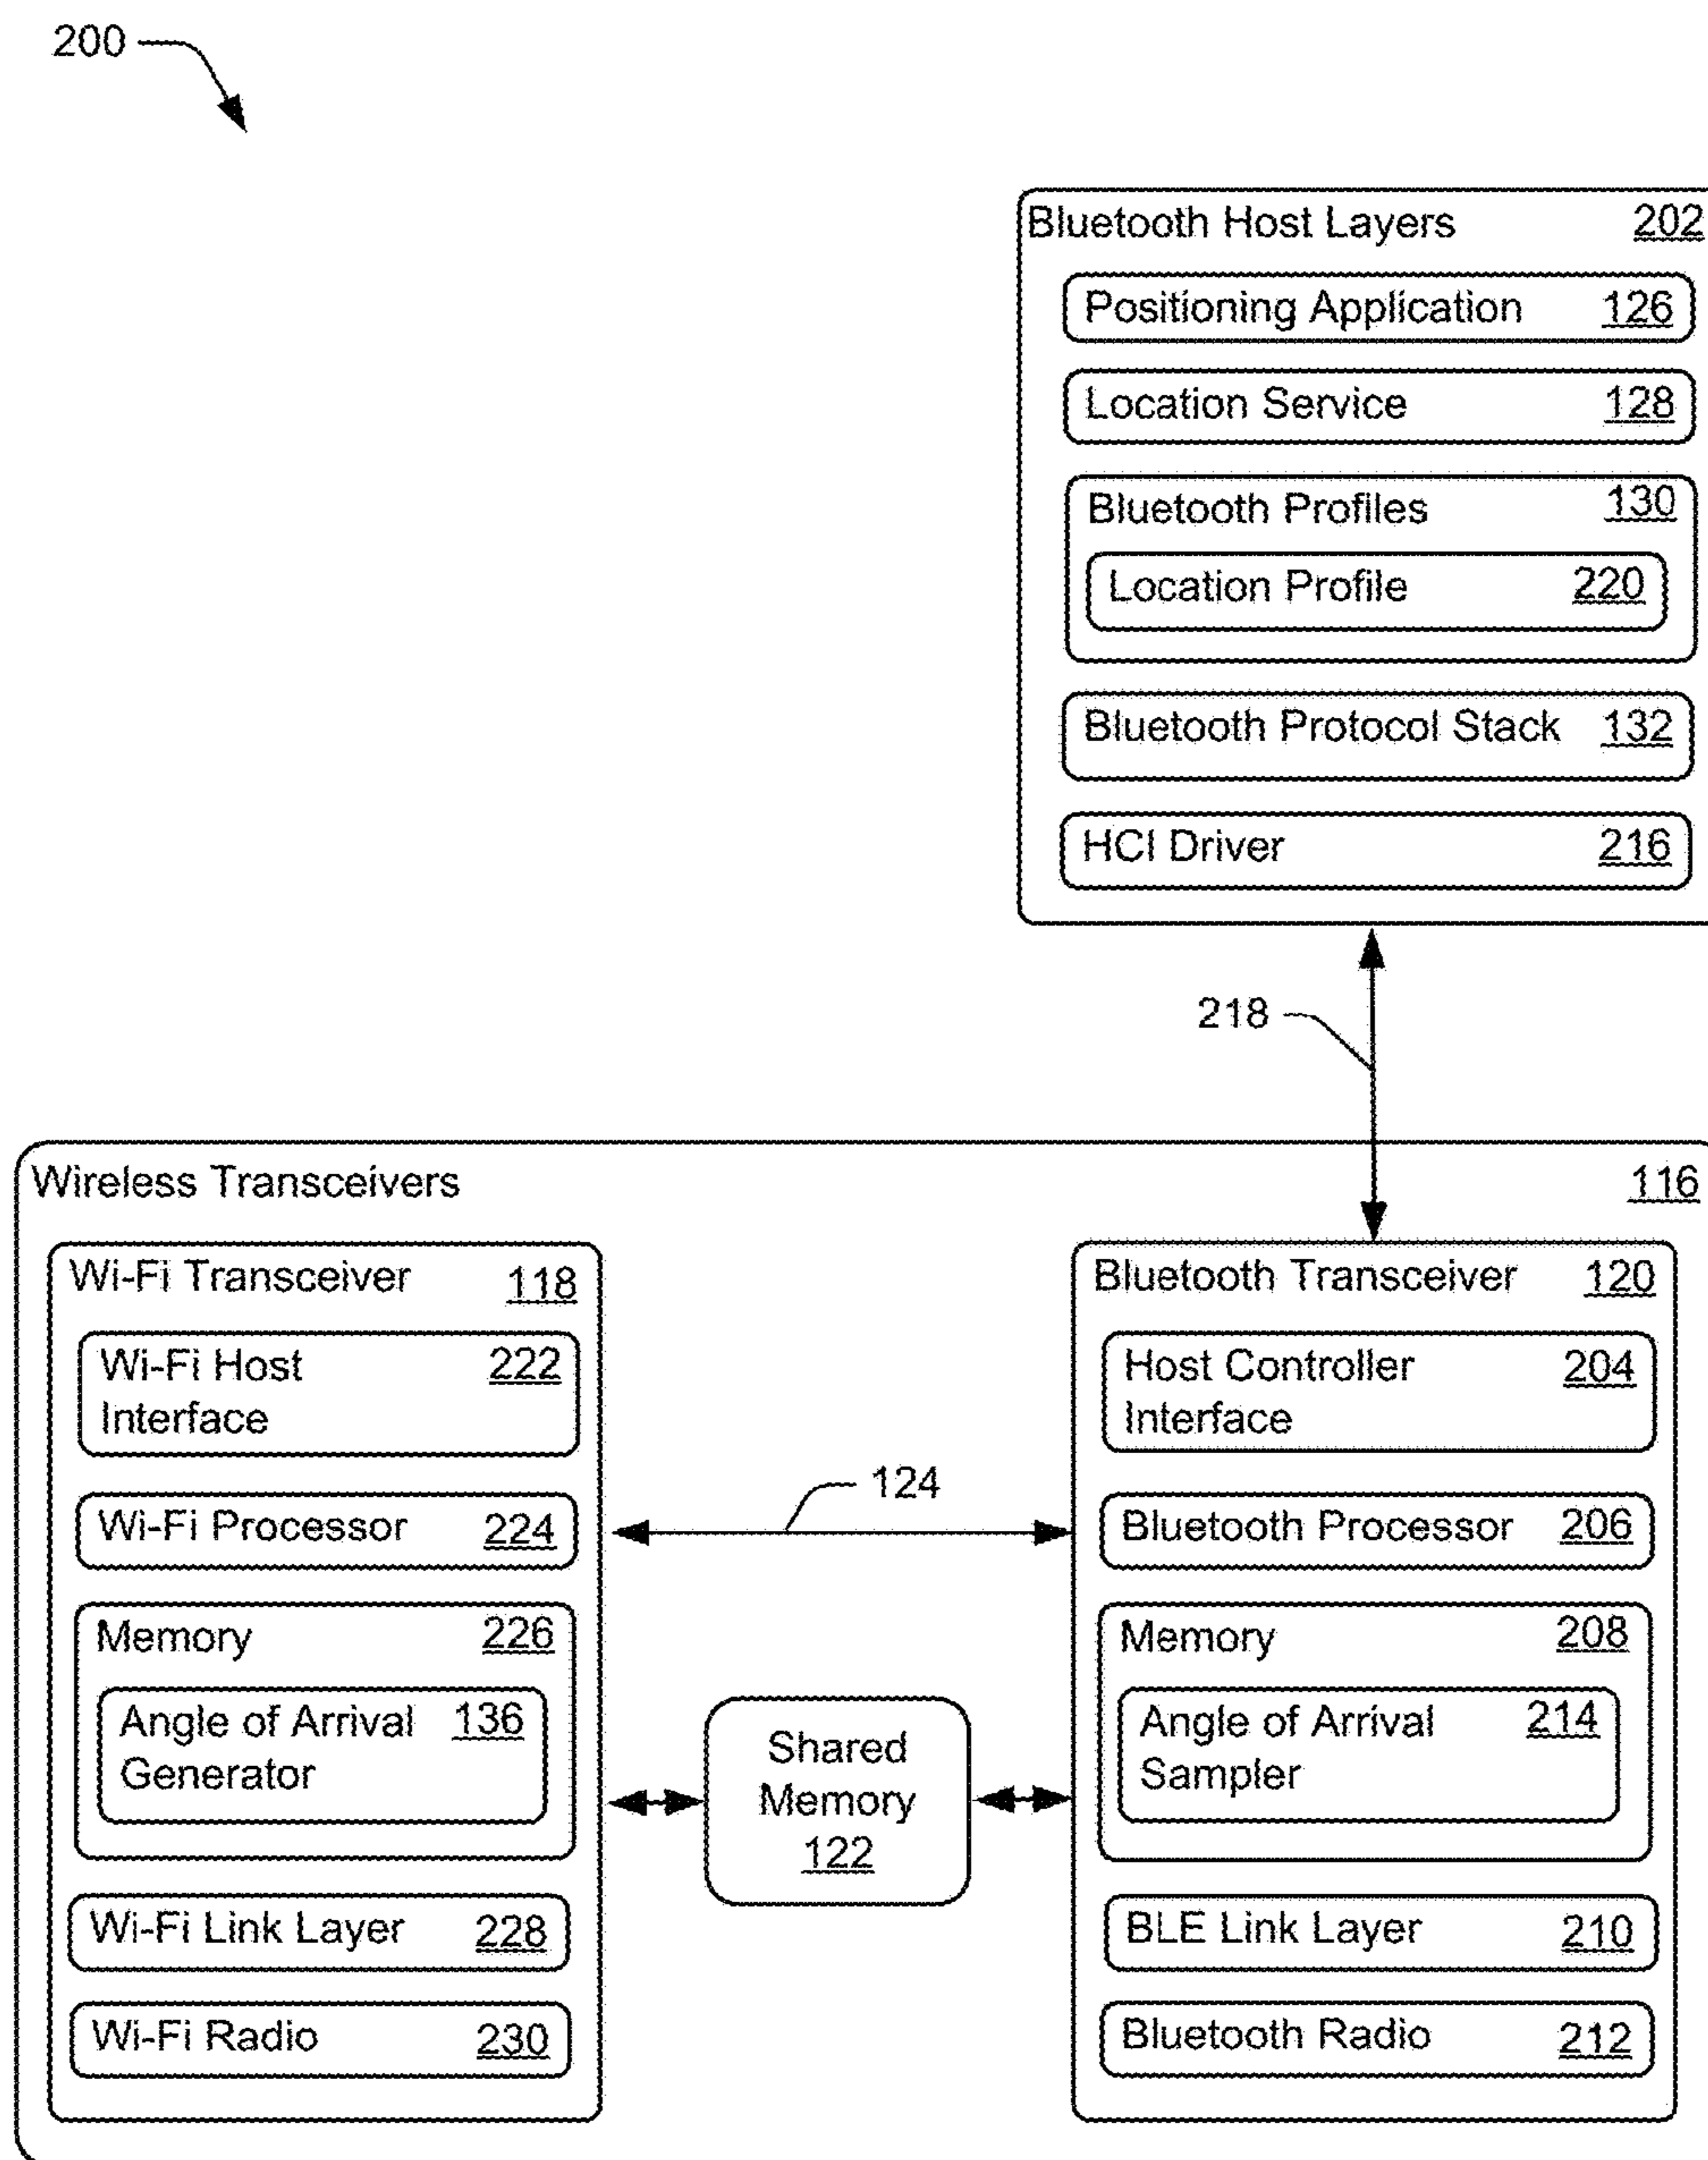 200
Bluetooth Host Layers 202
Positioning Application 126
Location Service 128
Bluetooth Profiles 130
Location Profile 220
Bluetooth Protocol Stack 132
HCI Driver 216
218
Wireless Transceivers 116
Wi-Fi Transceiver 118
Wi-Fi Host 222
Interface
Wi-Fi Processor 224
Memory 226
Angle of Arrival 136
Generator
Wi-Fi Link Layer 228
Wi-Fi Radio 230
124
Shared
Memory
122
Bluetooth Transceiver 120
Host Controller 204
Interface
Bluetooth Processor 206
Memory 208
Angle of Arrival 214
Sampler
BLE Link Layer 210
Bluetooth Radio 212